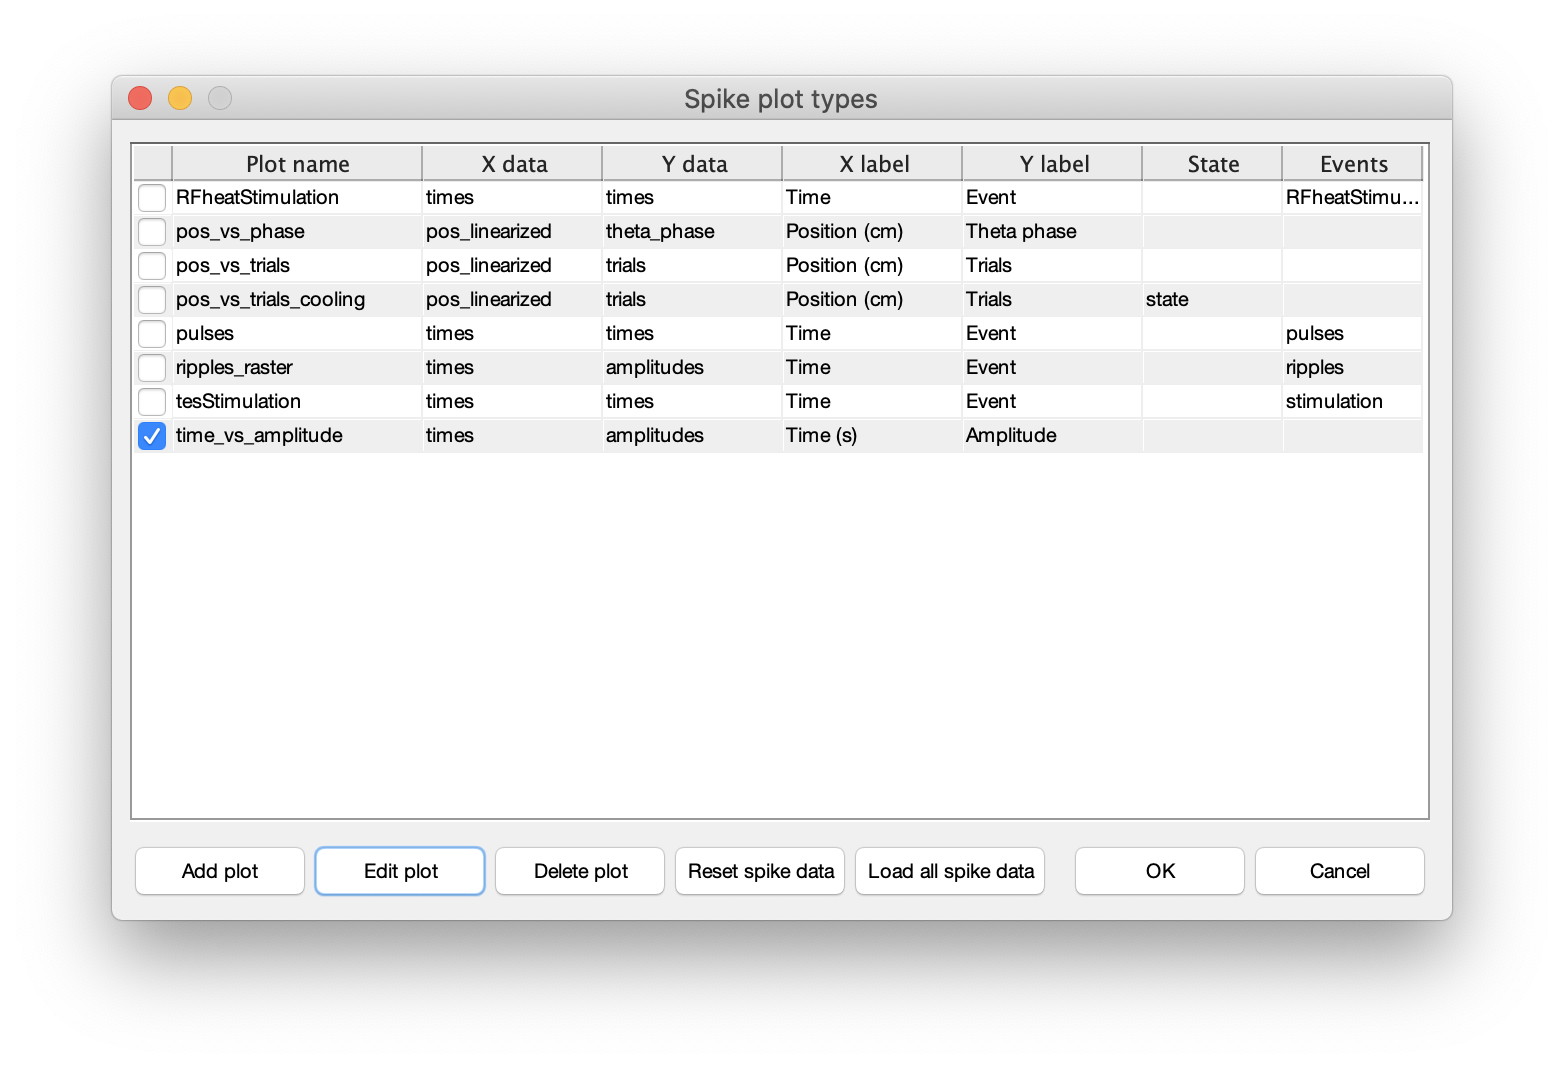 Spike plot types
Plot name X data Y data X label Y label State Events
RFheatStimulation times times Time Event RFheatStimu...
pos_vs_phase pos_linearized theta_phase Position (cm) Theta phase
pos_vs_trials pos_linearized trials Position (cm) Trials
pos_vs_trials_cooling pos_linearized trials Position (cm) Trials state
pulses times times Time Event pulses
ripples_raster times amplitudes Time Event ripples
tesStimulation times times Time Event stimulation
time_vs_amplitude times amplitudes Time (s) Amplitude
Add plot Edit plot Delete plot Reset spike data Load all spike data OK Cancel